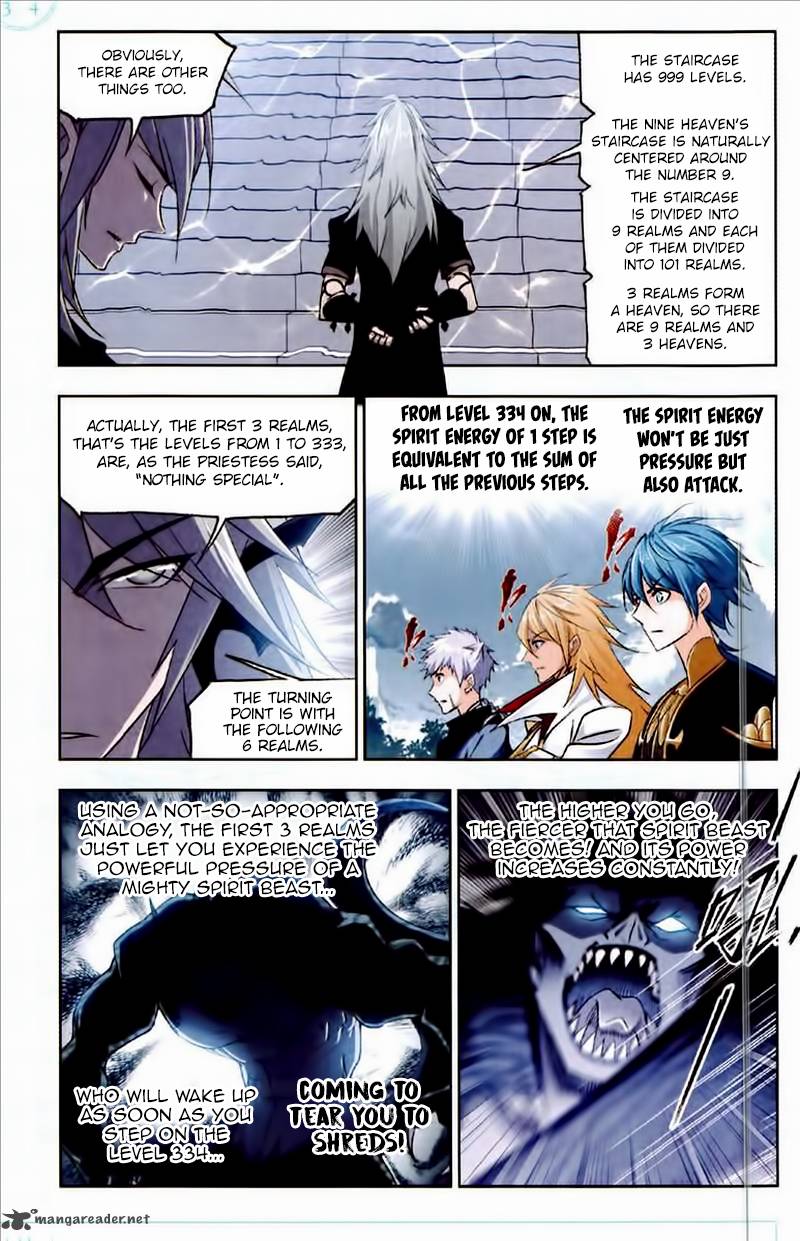 3 4
OBVIOUSLY,
THERE ARE OTHER
THINGS TOO.
THE STAIRCASE
HAS 999 LEVELS.
THE NINE HEAVEN'S
STAIRCASE IS NATURALLY
CENTERED AROUND
THE NUMBER 9.
THE STAIRCASE
IS DIVIDED INTO
9 REALMS AND EACH
OF THEM DIVIDED
INTO 101 REALMS.
3 REALMS FORM
A HEAVEN, SO THERE
ARE 9 REALMS AND
3 HEAVENS.
ACTUALLY, THE FIRST 3 REALMS,
THAT'S THE LEVELS FROM 1 TO 333,
ARE, AS THE PRIESTESS SAID,
"NOTHING SPECIAL".
THE TURNING
POINT IS WITH
THE FOLLOWING
6 REALMS.
FROM LEVEL 334 ON, THE
SPIRIT ENERGY OF 1 STEP IS
EQUIVALENT TO THE SUM OF
ALL THE PREVIOUS STEPS.
THE SPIRIT ENERGY
WON'T BE JUST
PRESSURE BUT
ALSO ATTACK.
USING A NOT-SO-APPROPRIATE
ANALOGY, THE FIRST 3 REALMS
JUST LET YOU EXPERIENCE THE
POWERFUL PRESSURE OF A
MIGHTY SPIRIT BEAST...
WHO WILL WAKE UP
AS SOON AS YOU
STEP ON THE
LEVEL 334...
COMING TO
TEAR YOU TO
SHREDS!
THE HIGHER YOU GO,
THE FIERCER THAT SPIRIT BEAST
BECOMES! AND ITS POWER
INCREASES CONSTANTLY!
mangareader.net